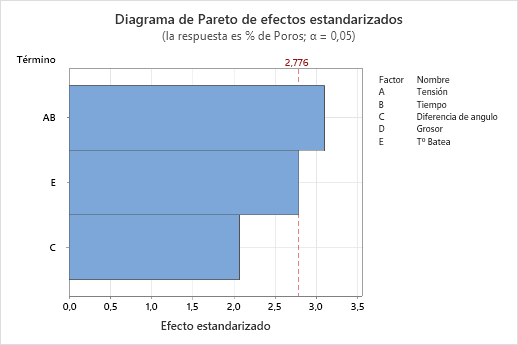 Diagrama de Pareto de efectos estandarizados
(la respuesta es % de Poros; α = 0,05)
Término
2,776
AB
E
C
0,0 0,5 1,0 1,5 2,0 2,5 3,0 3,5
Efecto estandarizado
Factor Nombre
A Tensión
B Tiempo
C Diferencia de angulo
D Grosor
E Tº Batea